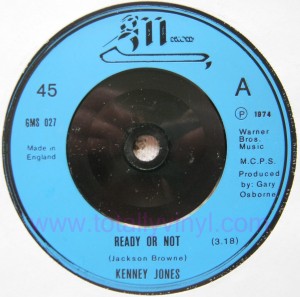 45
A
GMS 027
℗ 1974
Made in
England
Warner
Bros.
Music
M.C.P.S.
Produced
by:
Gary
Osborne
www.totallyvinyl.com
READY OR NOT
(3.18)
(Jackson Browne)
KENNEY JONES